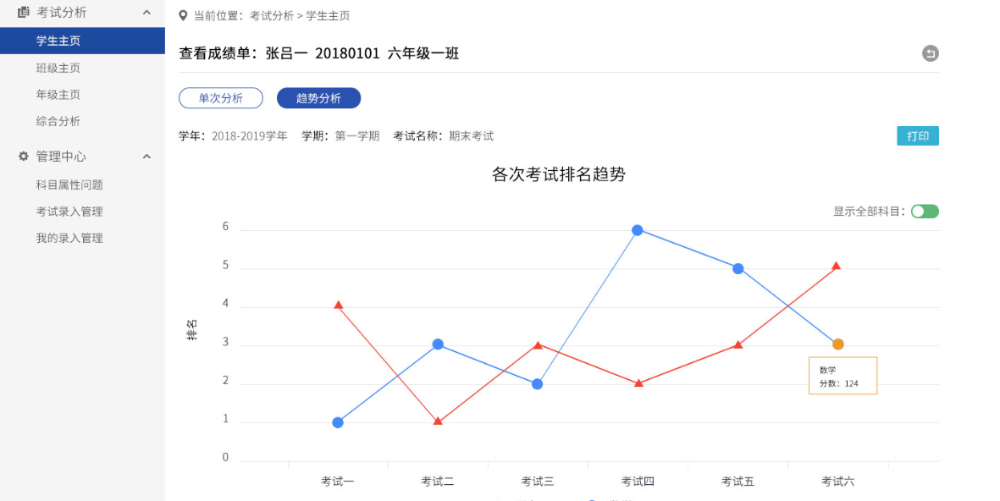 考试分析
学生主页
班级主页
年级主页
综合分析
管理中心
科目属性问题
考试录入管理
我的录入管理
当前位置：考试分析 > 学生主页
查看成绩单：张吕一 20180101 六年级一班
单次分析 趋势分析
学年：2018-2019学年 学期：第一学期 考试名称：期末考试
打印
各次考试排名趋势
显示全部科目：
6
5
4
3
2
1
0
排名
数学
分数：124
考试一 考试二 考试三 考试四 考试五 考试六